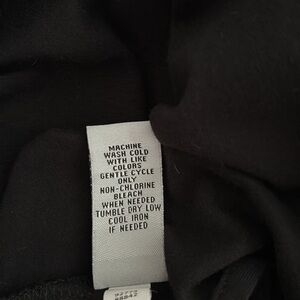 MACHINE
WASH COLD
WITH LIKE
COLORS
GENTLE CYCLE
ONLY
NON-CHLORINE
BLEACH
WHEN NEEDED
TUMBLE DRY LOW
COOL IRON
IF NEEDED